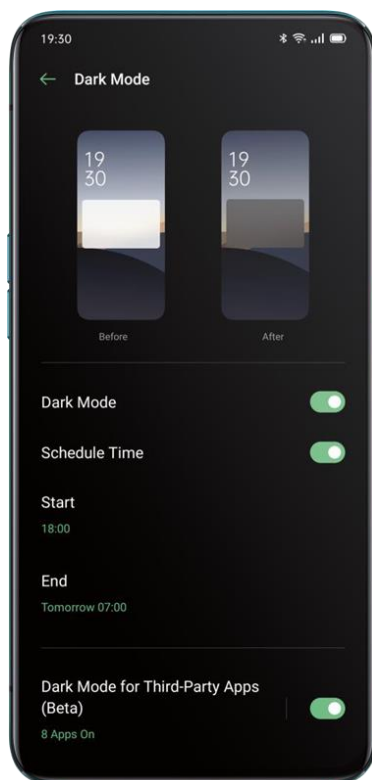 19:30
Dark Mode
19
30
19
30
Before
After
Dark Mode
Schedule Time
Start
18:00
End
Tomorrow 07:00
Dark Mode for Third-Party Apps
(Beta)
8 Apps On